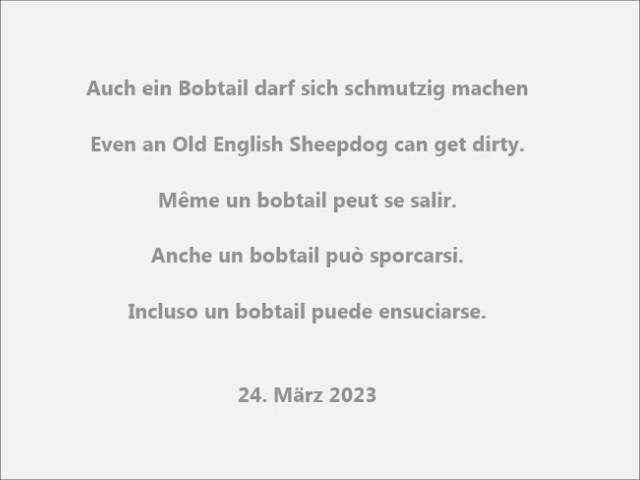 Auch ein Bobtail darf sich schmutzig machen
Even an Old English Sheepdog can get dirty.
Même un bobtail peut se salir.
Anche un bobtail può sporcarsi.
Incluso un bobtail puede ensuciarse.
24. März 2023